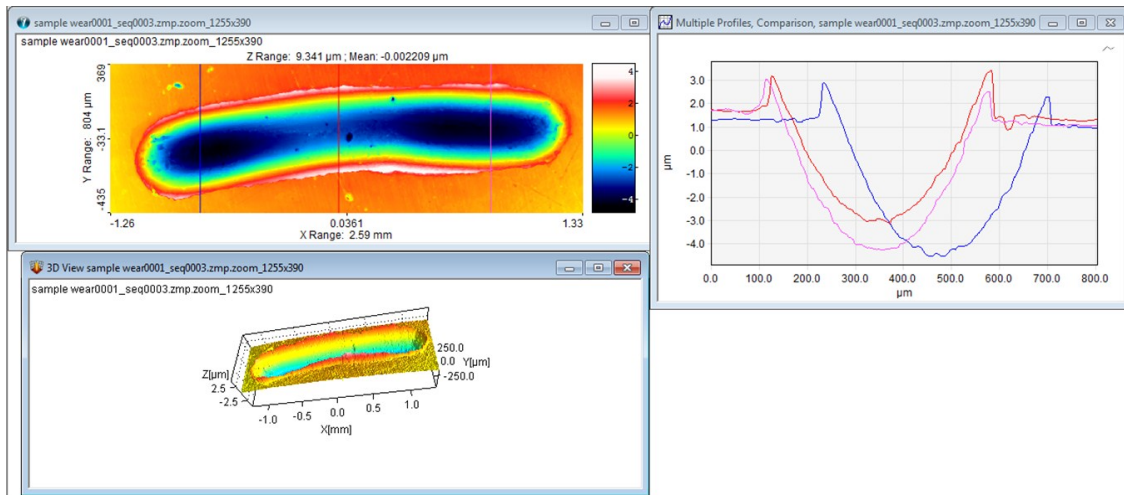 sample wear0001_seq0003.zmp.zoom_1255x390
sample wear0001_seq0003.zmp.zoom_1255x390
Z Range: 9.341 µm ; Mean: -0.002209 µm
369
-33.1
-435
Y Range: 804 µm
4
2
0
-2
-4
-1.26
0.0361
1.33
X Range: 2.59 mm
Multiple Profiles, Comparison, sample wear0001_seq0003.zmp.zoom_1255x390
3.0
2.0
1.0
0.0
-1.0
-2.0
-3.0
-4.0
µm
0.0 100.0 200.0 300.0 400.0 500.0 600.0 700.0 800.0
µm
3D View sample wear0001_seq0003.zmp.zoom_1255x390
sample wear0001_seq0003.zmp.zoom_1255x390
Z[µm]
2.5
-2.5
250.0
0.0 Y[µm]
-250.0
-1.0 -0.5 0.0 0.5 1.0
X[mm]